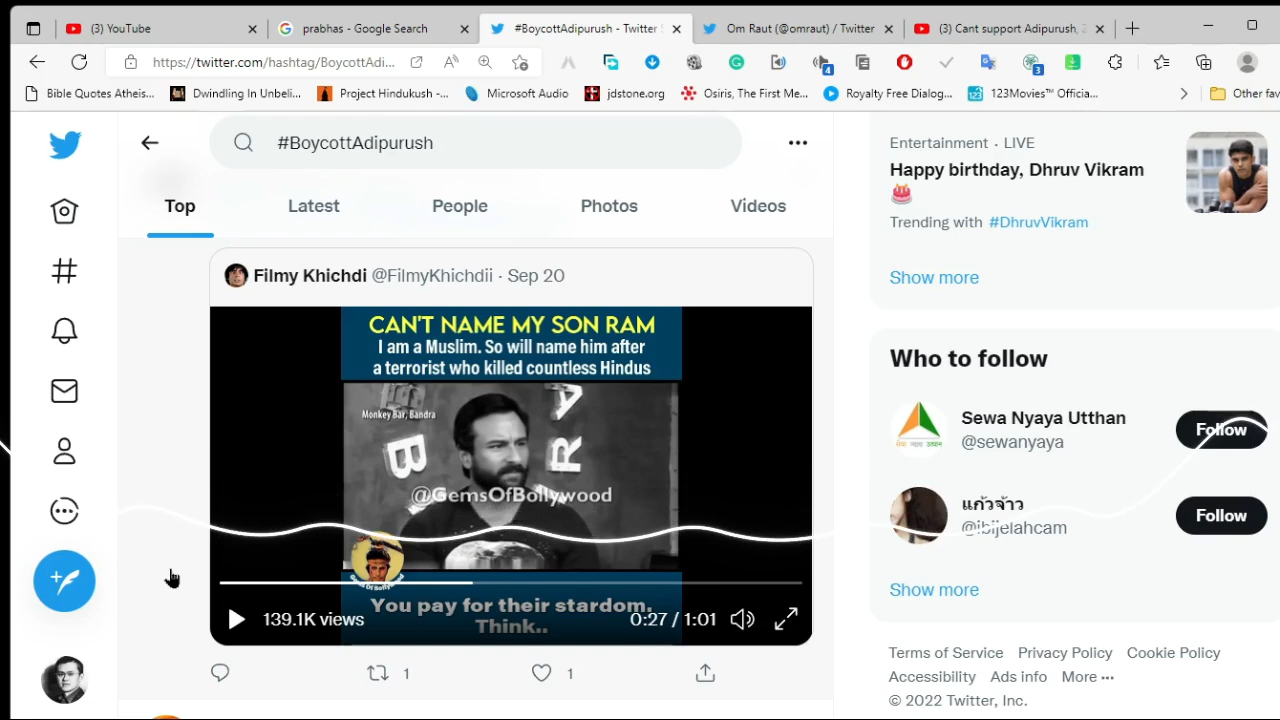 (3) YouTube
prabhas - Google Search
#BoycottAdipurush - Twitter S
Om Raut (@omraut) / Twitter
(3) Cant support Adipurush, Z
https://twitter.com/hashtag/BoycottAdi...
4
3
Bible Quotes Atheis...
Dwindling In Unbeli...
Project Hindukush -...
Microsoft Audio
jdstone.org
Osiris, The First Me...
Royalty Free Dialog...
123
123Movies™ Officia...
Other fav
#BoycottAdipurush
Top
Latest
People
Photos
Videos
Filmy Khichdi @FilmyKhichdii · Sep 20
CAN'T NAME MY SON RAM
I am a Muslim. So will name him after
a terrorist who killed countless Hindus
Monkey Bar, Bandra
B
RA
@GemsOfBollywood
You pay for their stardom.
Think..
139.1K views
0:27 / 1:01
1
1
Entertainment · LIVE
Happy birthday, Dhruv Vikram
Trending with #DhruvVikram
Show more
Who to follow
Sewa Nyaya Utthan
@sewanyaya
Follow
แก้วจ๋าว
@ibijelahcam
Follow
Show more
Terms of Service Privacy Policy Cookie Policy
Accessibility Ads info More ···
© 2022 Twitter, Inc.